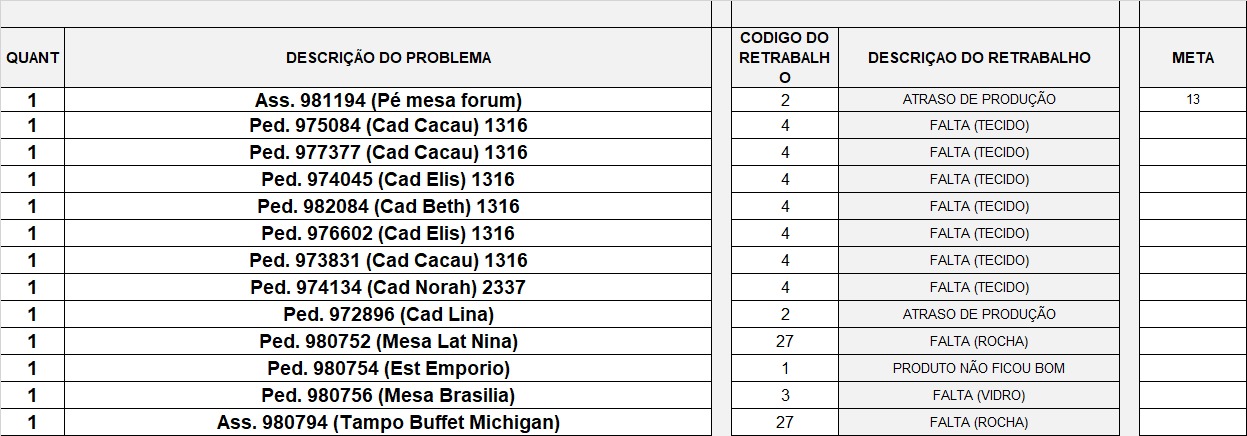 QUANT DESCRIÇÃO DO PROBLEMA CODIGO DO RETRABALHO DESCRIÇAO DO RETRABALHO META
1 Ass. 981194 (Pé mesa forum) 2 ATRASO DE PRODUÇÃO 13
1 Ped. 975084 (Cad Cacau) 1316 4 FALTA (TECIDO)
1 Ped. 977377 (Cad Cacau) 1316 4 FALTA (TECIDO)
1 Ped. 974045 (Cad Elis) 1316 4 FALTA (TECIDO)
1 Ped. 982084 (Cad Beth) 1316 4 FALTA (TECIDO)
1 Ped. 976602 (Cad Elis) 1316 4 FALTA (TECIDO)
1 Ped. 973831 (Cad Cacau) 1316 4 FALTA (TECIDO)
1 Ped. 974134 (Cad Norah) 2337 4 FALTA (TECIDO)
1 Ped. 972896 (Cad Lina) 2 ATRASO DE PRODUÇÃO
1 Ped. 980752 (Mesa Lat Nina) 27 FALTA (ROCHA)
1 Ped. 980754 (Est Emporio) 1 PRODUTO NÃO FICOU BOM
1 Ped. 980756 (Mesa Brasilia) 3 FALTA (VIDRO)
1 Ass. 980794 (Tampo Buffet Michigan) 27 FALTA (ROCHA)